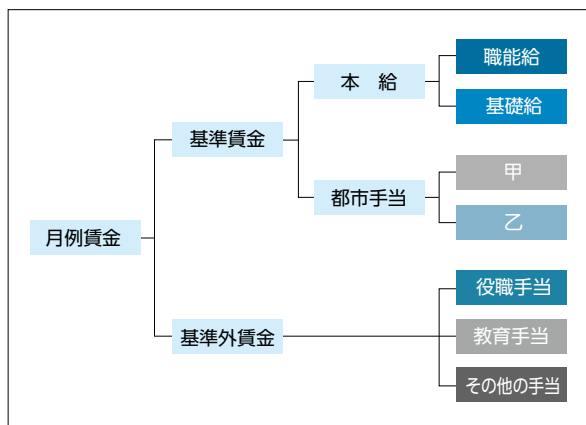 月例賃金
基準賃金
本　給
職能給
基礎給
都市手当
甲
乙
基準外賃金
役職手当
教育手当
その他の手当